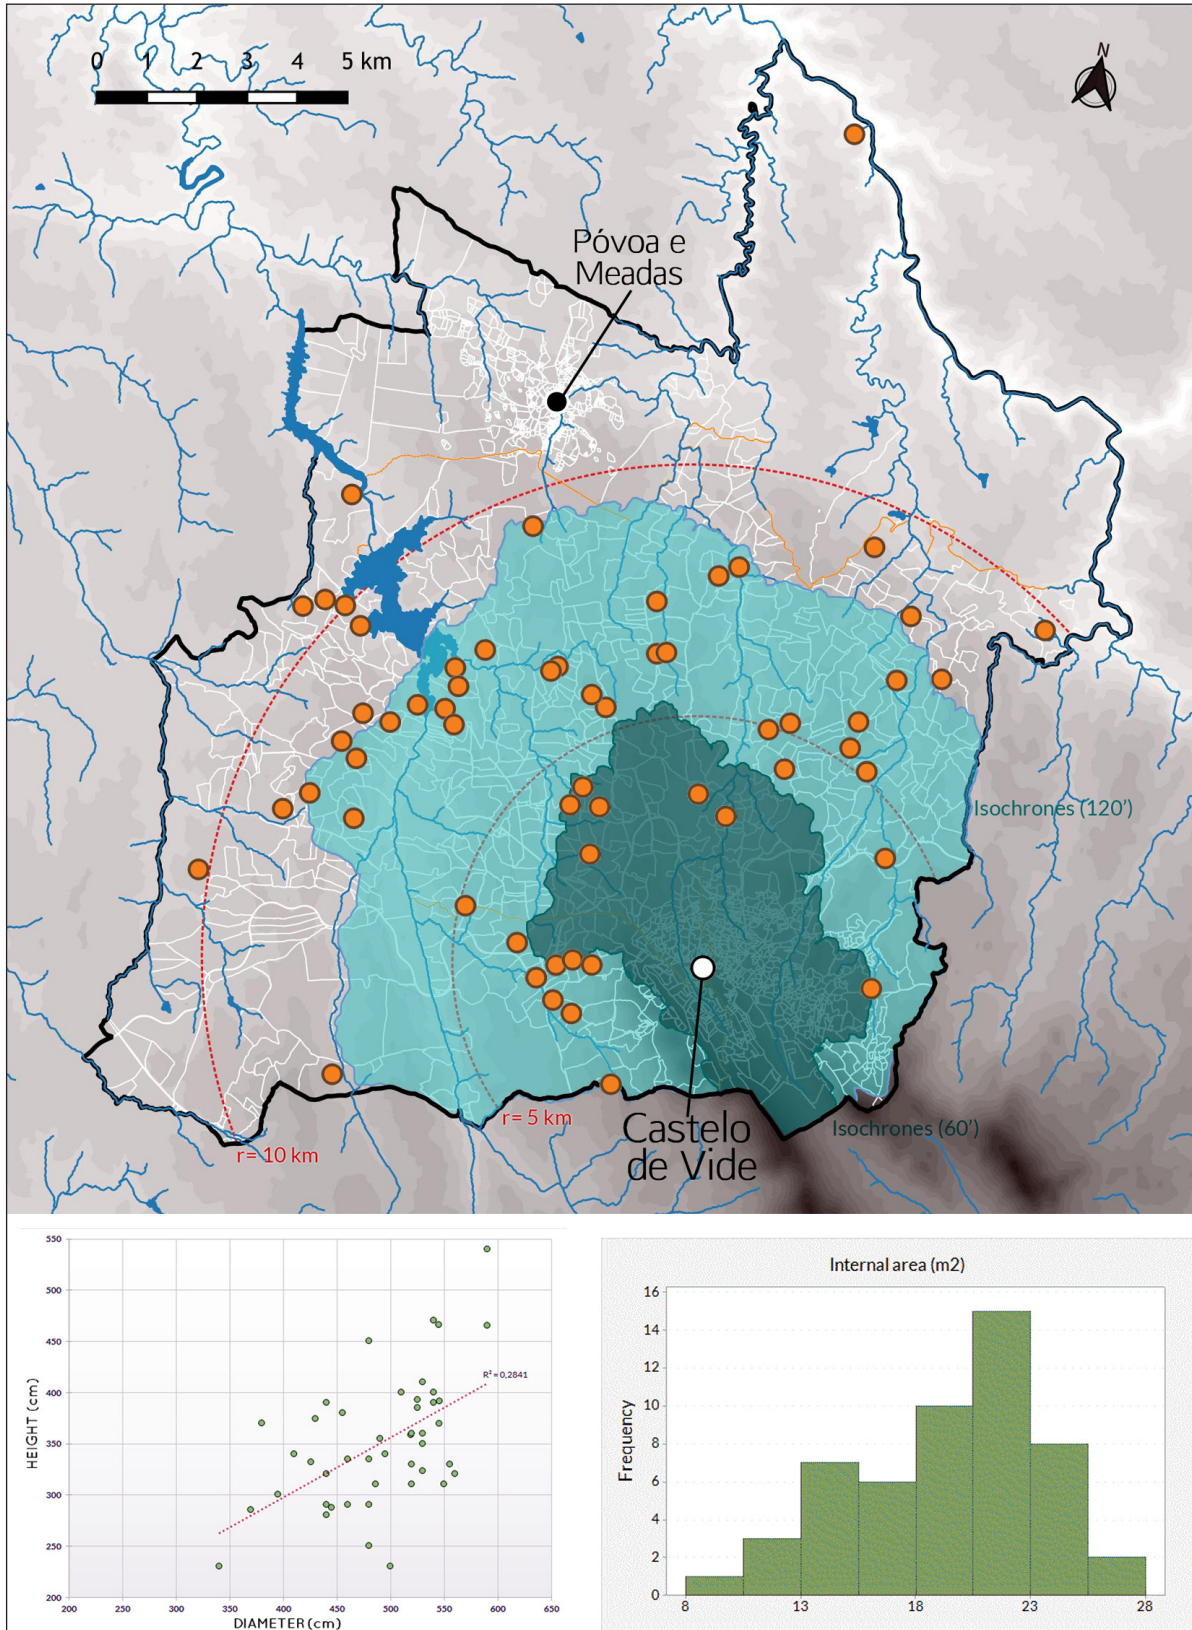 0 1 2 3 4 5 km
N
Póvoa e
Meadas
Isochrones (120')
Castelo
de Vide
r= 5 km
Isochrones (60')
r= 10 km
550
500
450
400
350
300
250
200
HEIGHT (cm)
R² = 0,2841
200 250 300 350 400 450 500 550 600 650
DIAMETER (cm)
Internal area (m2)
16
14
12
10
8
6
4
2
0
Frequency
8 13 18 23 28